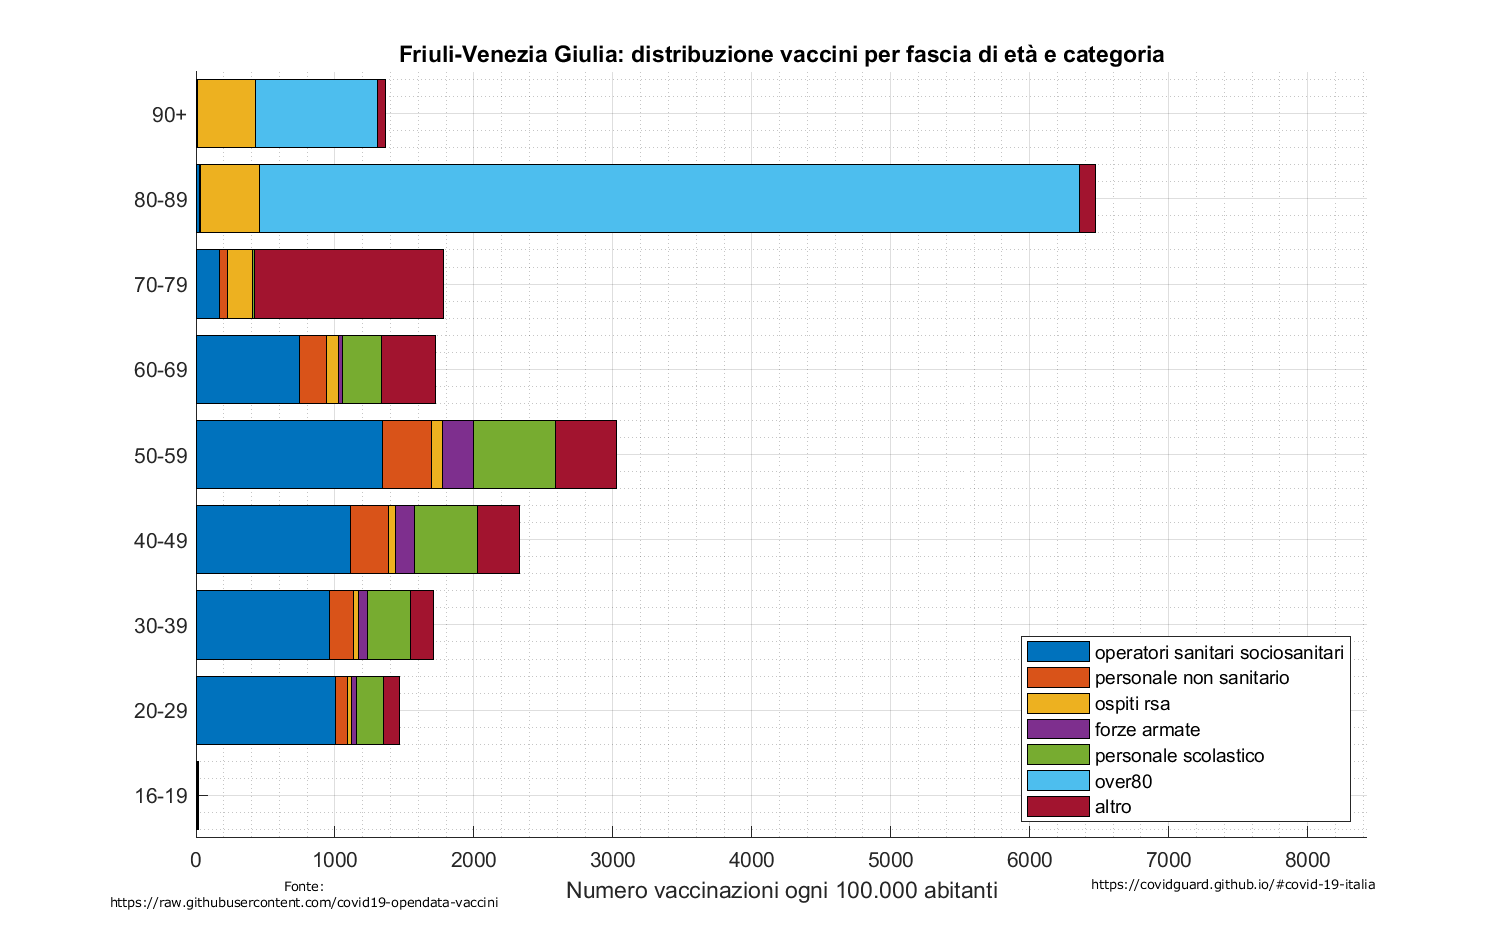 Friuli-Venezia Giulia: distribuzione vaccini per fascia di età e categoria
90+
80-89
70-79
60-69
50-59
40-49
30-39
20-29
16-19
operatori sanitari sociosanitari
personale non sanitario
ospiti rsa
forze armate
personale scolastico
over80
altro
0 1000 2000 3000 4000 5000 6000 7000 8000
Numero vaccinazioni ogni 100.000 abitanti
Fonte:
https://raw.githubusercontent.com/covid19-opendata-vaccini
https://covidguard.github.io/#covid-19-italia